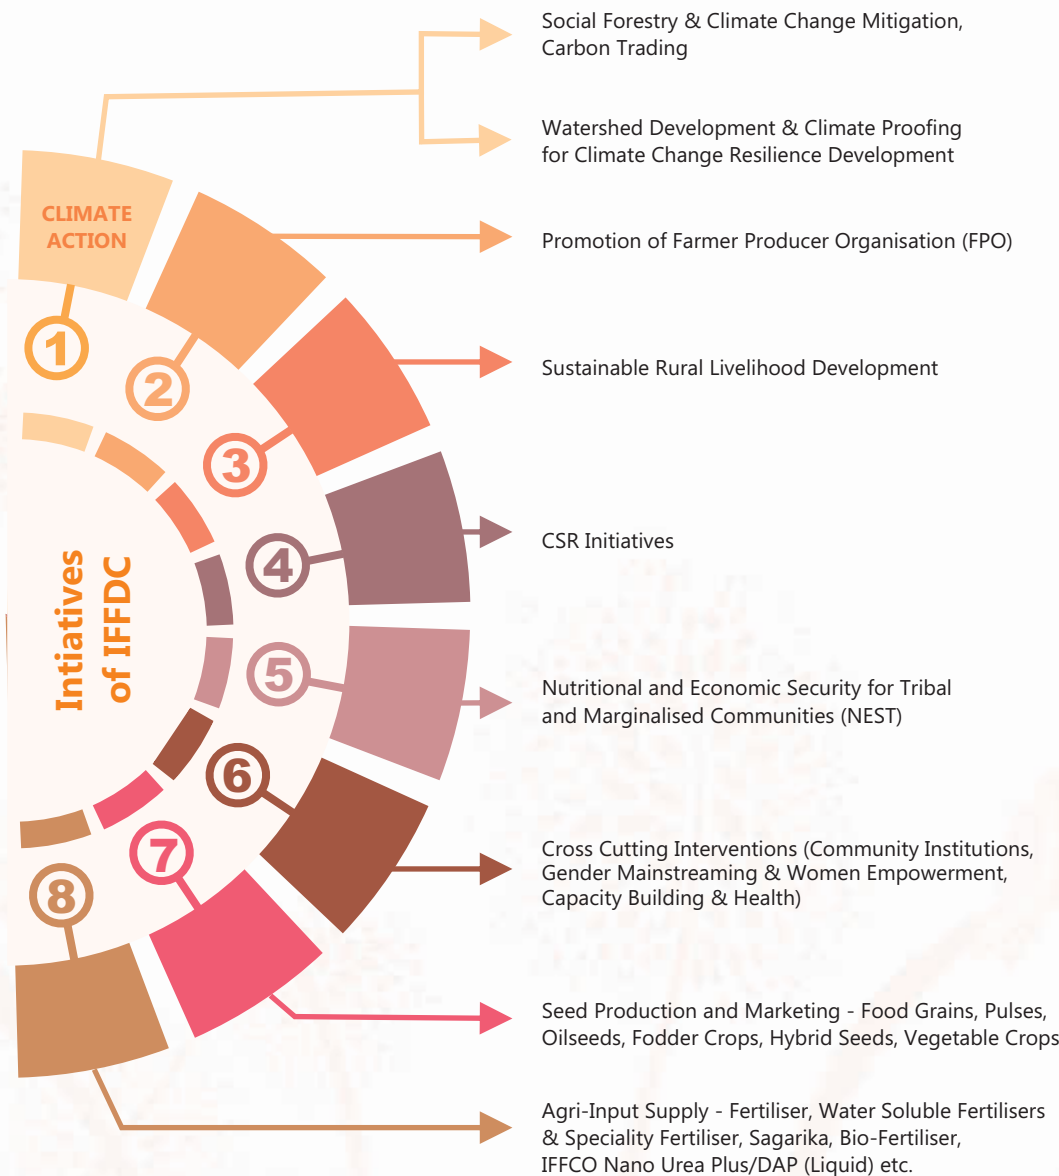 Social Forestry & Climate Change Mitigation,
Carbon Trading
Watershed Development & Climate Proofing
for Climate Change Resilience Development
CLIMATE
ACTION
Promotion of Farmer Producer Organisation (FPO)
1
2
Sustainable Rural Livelihood Development
3
CSR Initiatives
4
Intiatives
of IFFDC
5
Nutritional and Economic Security for Tribal
and Marginalised Communities (NEST)
6
Cross Cutting Interventions (Community Institutions,
Gender Mainstreaming & Women Empowerment,
Capacity Building & Health)
7
8
Seed Production and Marketing - Food Grains, Pulses,
Oilseeds, Fodder Crops, Hybrid Seeds, Vegetable Crops
Agri-Input Supply - Fertiliser, Water Soluble Fertilisers
& Speciality Fertiliser, Sagarika, Bio-Fertiliser,
IFFCO Nano Urea Plus/DAP (Liquid) etc.